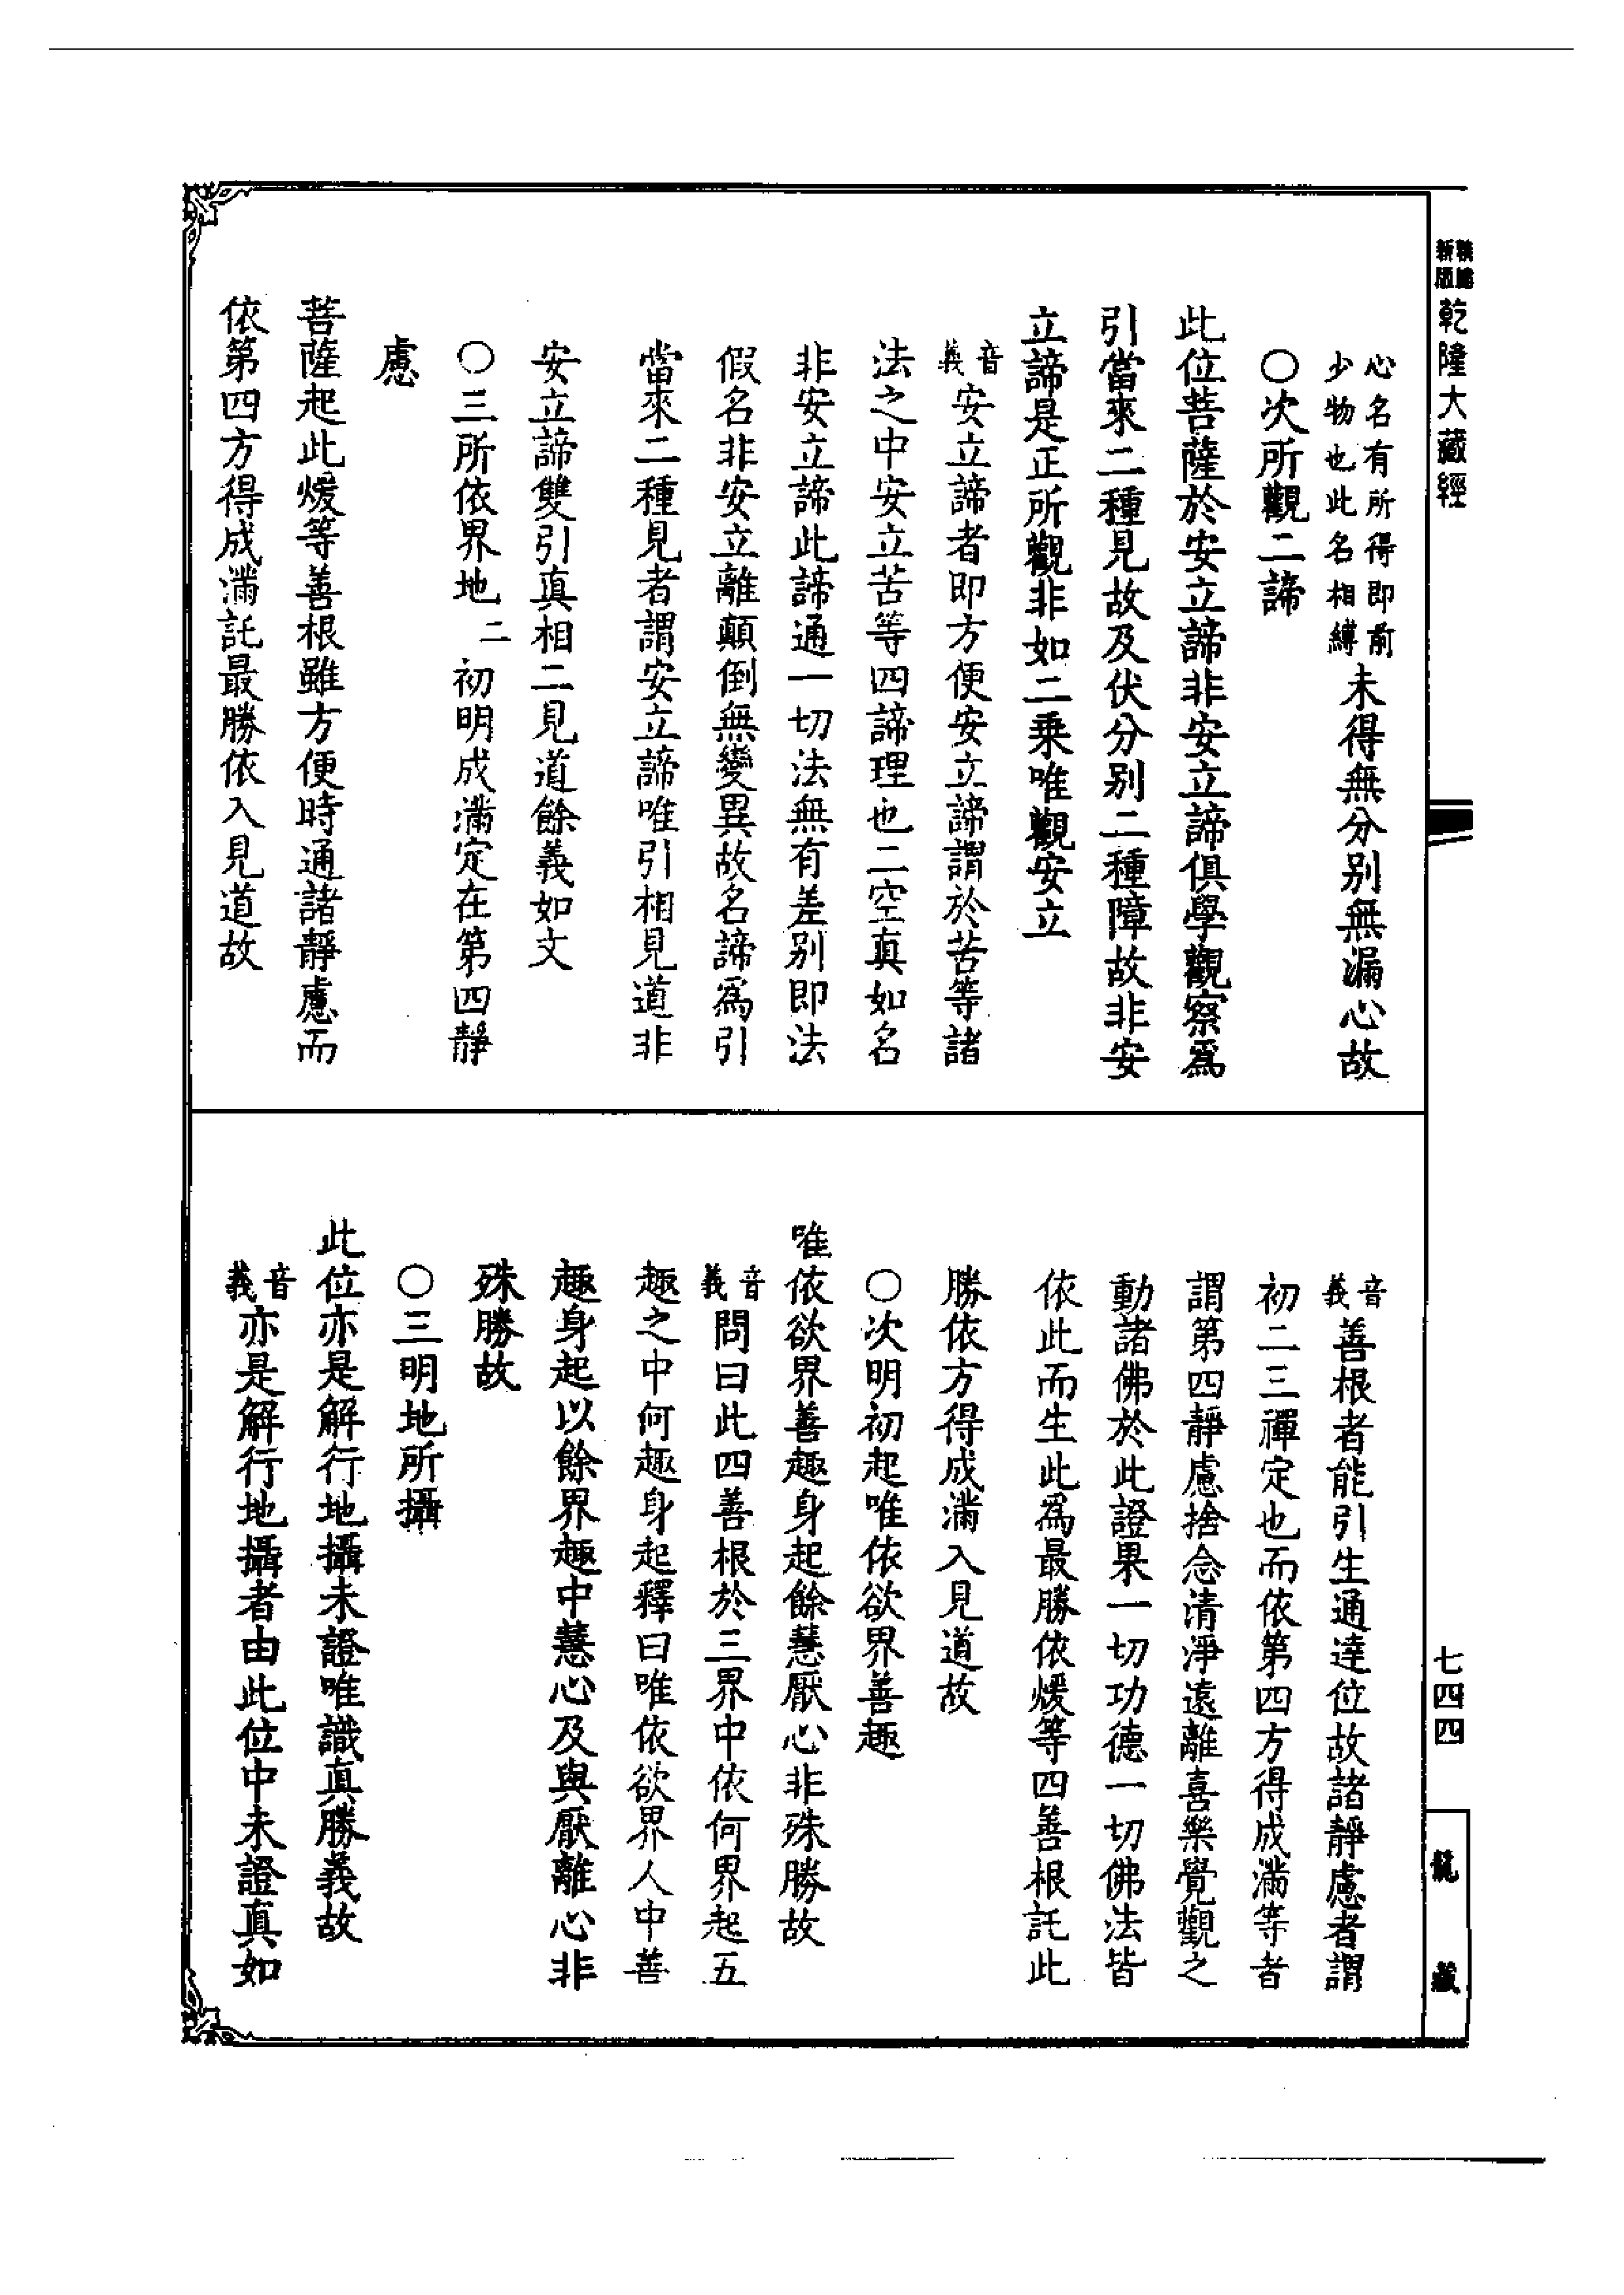 乾隆大藏經
心名有所得即前
少物也此名相縛
未得無分别無漏心故
〇次所觀二諦
此位菩薩於安立諦非安立諦俱學觀察爲
引當來二種見故及伏分别二種障故非安
立諦是正所觀非如二乗唯觀安立
音義安立諦者即方便安立諦謂於苦等諸
法之中安立苦等四諦理也二空真如名
非安立諦此諦通一切法無有差别即法
假名非安立離顛倒無變異故名諦爲引
當來二種見者謂安立諦唯引相見道非
安立諦雙引真相二見道餘義如文
〇三所依界地二初明成滿定在第四靜
慮
菩薩起此煖等善根雖方便時通諸靜慮而
依第四方得成滿託最勝依入見道故
音義善根者能引生通達位故諸靜慮者謂
初二三禪定也而依第四方得成滿等者
謂第四靜慮捨念清淨遠離喜樂覺觀之
動諸佛於此證果一切功德一切佛法皆
依此而生此爲最勝依煖等四善根託此
勝依方得成滿入見道故
〇次明初起唯依欲界善趣
唯依欲界善趣身起餘慧厭心非殊勝故
音義問曰此四善根於三界中依何界起五
趣之中何趣身起釋曰唯依欲界人中善
趣身起以餘界趣中慧心及與厭離心非
殊勝故
〇三明地所攝
此位亦是解行地攝未證唯識真勝義故
音義亦是解行地攝者由此位中未證真如
七四四
龍藏